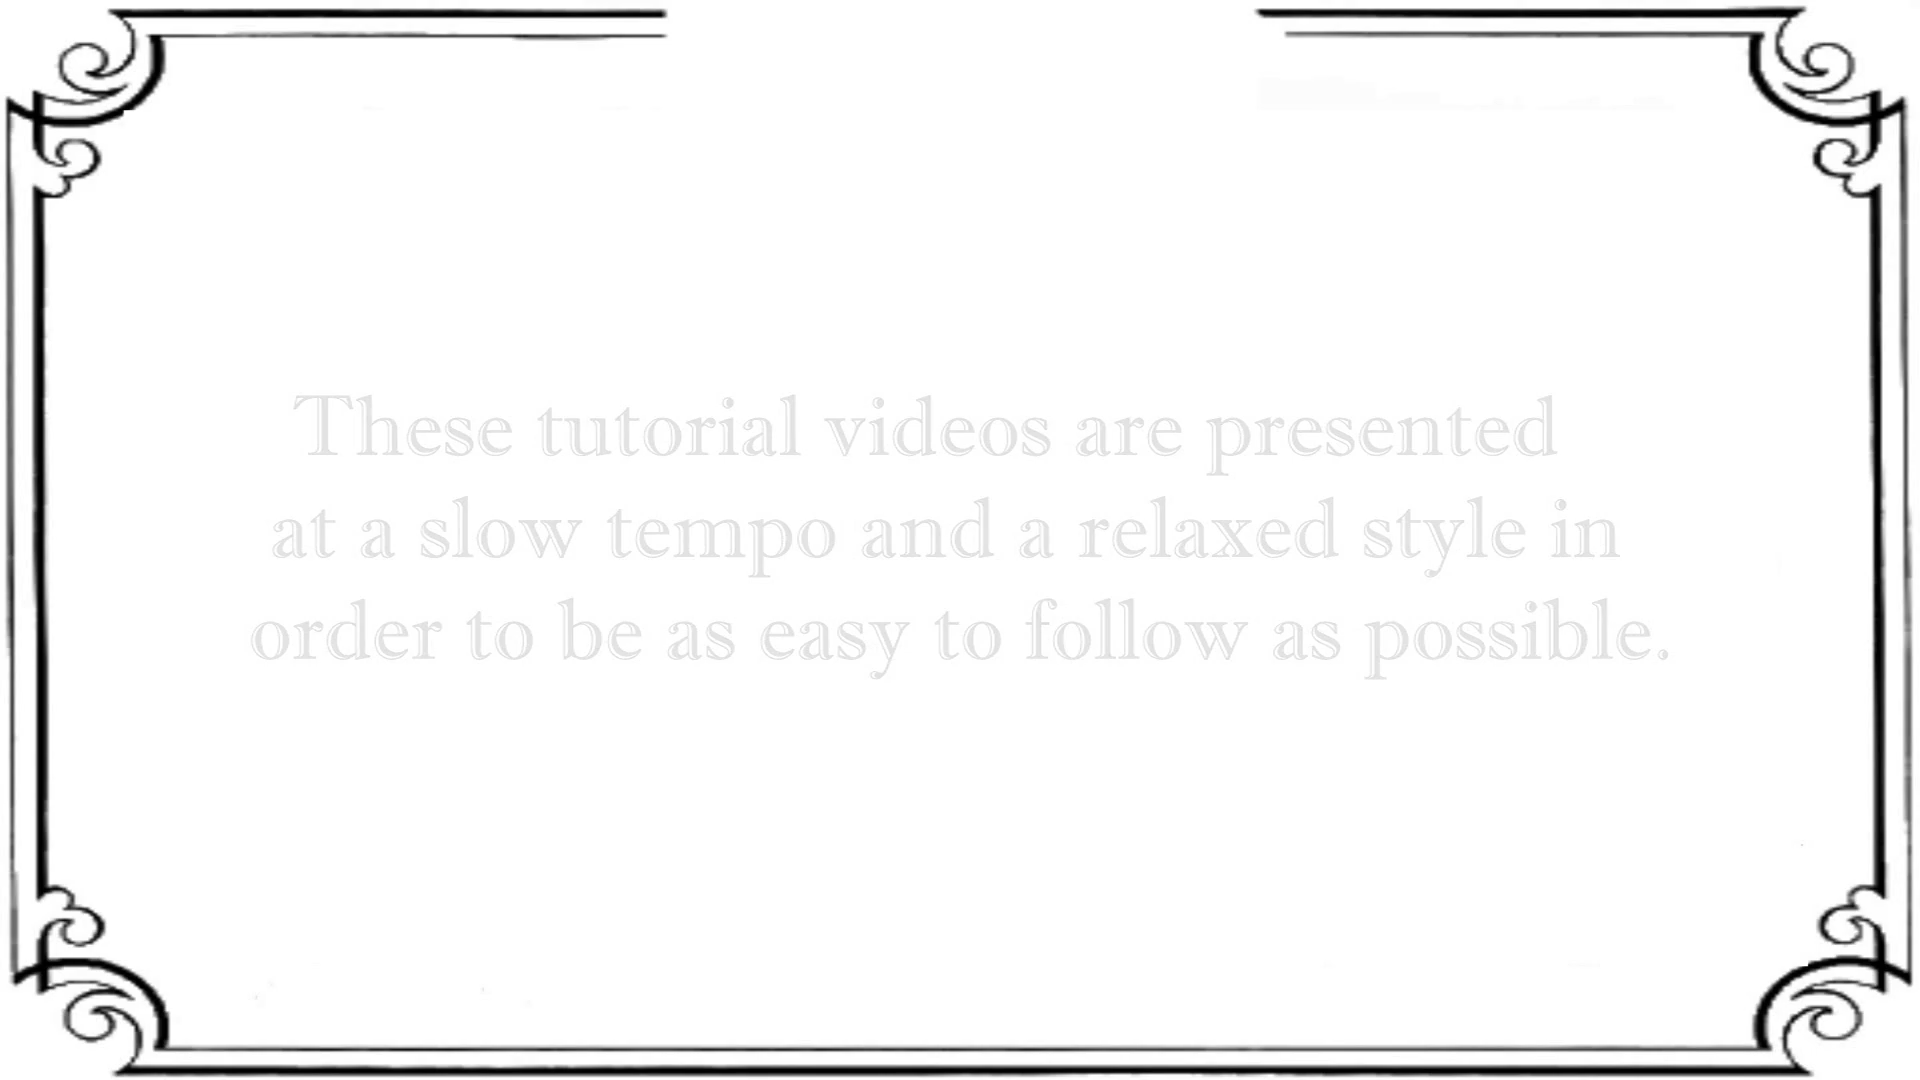 These tutorial videos are presented
at a slow tempo and a relaxed style in
order to be as easy to follow as possible.